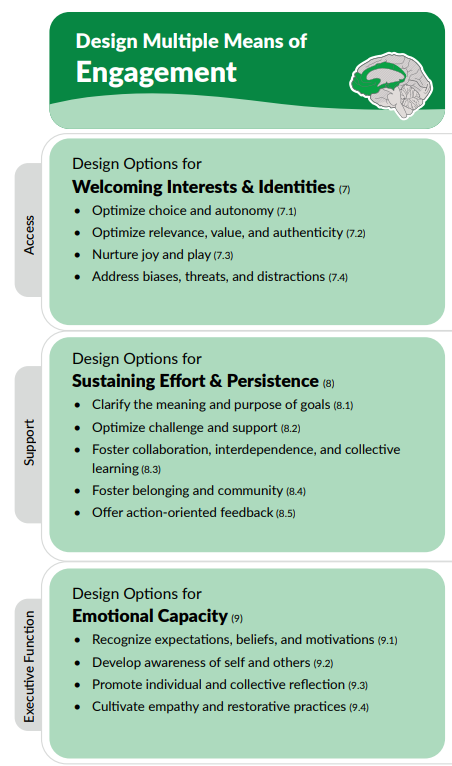 Design Multiple Means of
Engagement
Access
Design Options for
Welcoming Interests & Identities (7)
• Optimize choice and autonomy (7.1)
• Optimize relevance, value, and authenticity (7.2)
• Nurture joy and play (7.3)
• Address biases, threats, and distractions (7.4)
Support
Design Options for
Sustaining Effort & Persistence (8)
• Clarify the meaning and purpose of goals (8.1)
• Optimize challenge and support (8.2)
• Foster collaboration, interdependence, and collective
learning (8.3)
• Foster belonging and community (8.4)
• Offer action-oriented feedback (8.5)
Executive Function
Design Options for
Emotional Capacity (9)
• Recognize expectations, beliefs, and motivations (9.1)
• Develop awareness of self and others (9.2)
• Promote individual and collective reflection (9.3)
• Cultivate empathy and restorative practices (9.4)